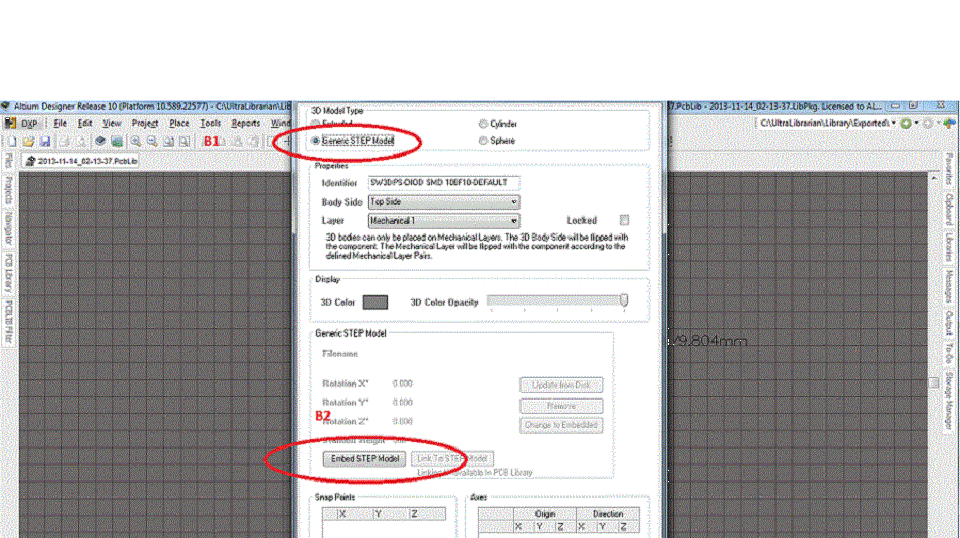 Altium Designer Release 10 (Platform 10.589.22577) - C:\UltraLibrarian\Lib
7.PcbLib - 2013-11-14_02-13-37.LibPkg. Licensed to AL...
DXP File Edit View Project Place Tools Reports Wind
C:\UltraLibrarian\Library\Exported\
B1
2013-11-14_02-13-37.PcbLib
Files
Projects
Navigator
PCB Library
PCBLIB Filter
3D Model Type
Extruded
Cylinder
Generic STEP Model
Sphere
Properties
Identifier SW3DPS-DIOD SMD 10BF10-DEFAULT
Body Side Top Side
Layer Mechanical 1 Locked
3D bodies can only be placed on Mechanical Layers. The 3D Body Side will be flipped with
the component. The Mechanical Layer will be flipped with the component according to the
defined Mechanical Layer Pairs.
Display
3D Color 3D Color Opacity
Generic STEP Model
Filename
Rotation X° 0.000 Update from Disk
Rotation Y° 0.000 Remove
B2
Rotation Z° 0.000 Change to Embedded
Standoff Height
Embed STEP Model Link To STEP Model
Linking is available in PCB Library
Snap Points
X Y Z
Axes
Origin Direction
X Y Z X Y Z
9.804mm
Favorites
Clipboard
Libraries
Messages
Output
To-Do
Storage Manager